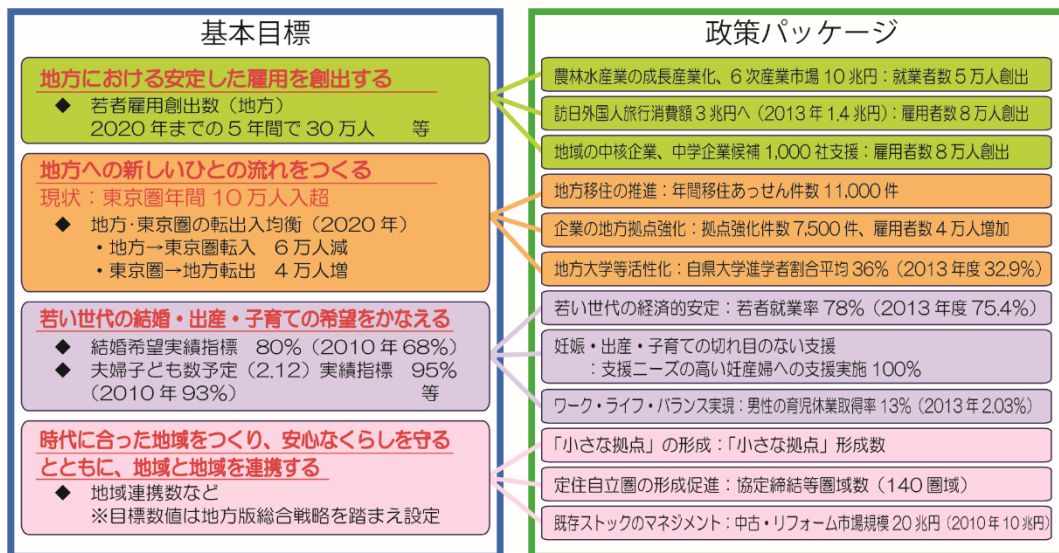 基本目標
地方における安定した雇用を創出する
◆ 若者雇用創出数（地方）
2020年までの5年間で30万人 等
地方への新しいひとの流れをつくる
現状：東京圏年間10万人入超
◆ 地方・東京圏の転出入均衡（2020年）
・地方→東京圏転入 6万人減
・東京圏→地方転出 4万人増
若い世代の結婚・出産・子育ての希望をかなえる
◆ 結婚希望実績指標 80%（2010年68%）
◆ 夫婦子ども数予定（2.12）実績指標 95%
（2010年93%） 等
時代に合った地域をつくり、安心なくらしを守る
とともに、地域と地域を連携する
◆ 地域連携数など
※目標数値は地方版総合戦略を踏まえ設定
政策パッケージ
農林水産業の成長産業化、6次産業市場10兆円：就業者数5万人創出
訪日外国人旅行消費額3兆円へ（2013年1.4兆円）：雇用者数8万人創出
地域の中核企業、中学企業候補1,000社支援：雇用者数8万人創出
地方移住の推進：年間移住あっせん件数11,000件
企業の地方拠点強化：拠点強化件数7,500件、雇用者数4万人増加
地方大学等活性化：自県大学進学者割合平均36%（2013年度32.9%）
若い世代の経済的安定：若者就業率78%（2013年度75.4%）
妊娠・出産・子育ての切れ目のない支援
：支援ニーズの高い妊産婦への支援実施100%
ワーク・ライフ・バランス実現：男性の育児休業取得率13%（2013年2.03%）
「小さな拠点」の形成：「小さな拠点」形成数
定住自立圏の形成促進：協定締結等圏域数（140圏域）
既存ストックのマネジメント：中古・リフォーム市場規模20兆円（2010年10兆円）